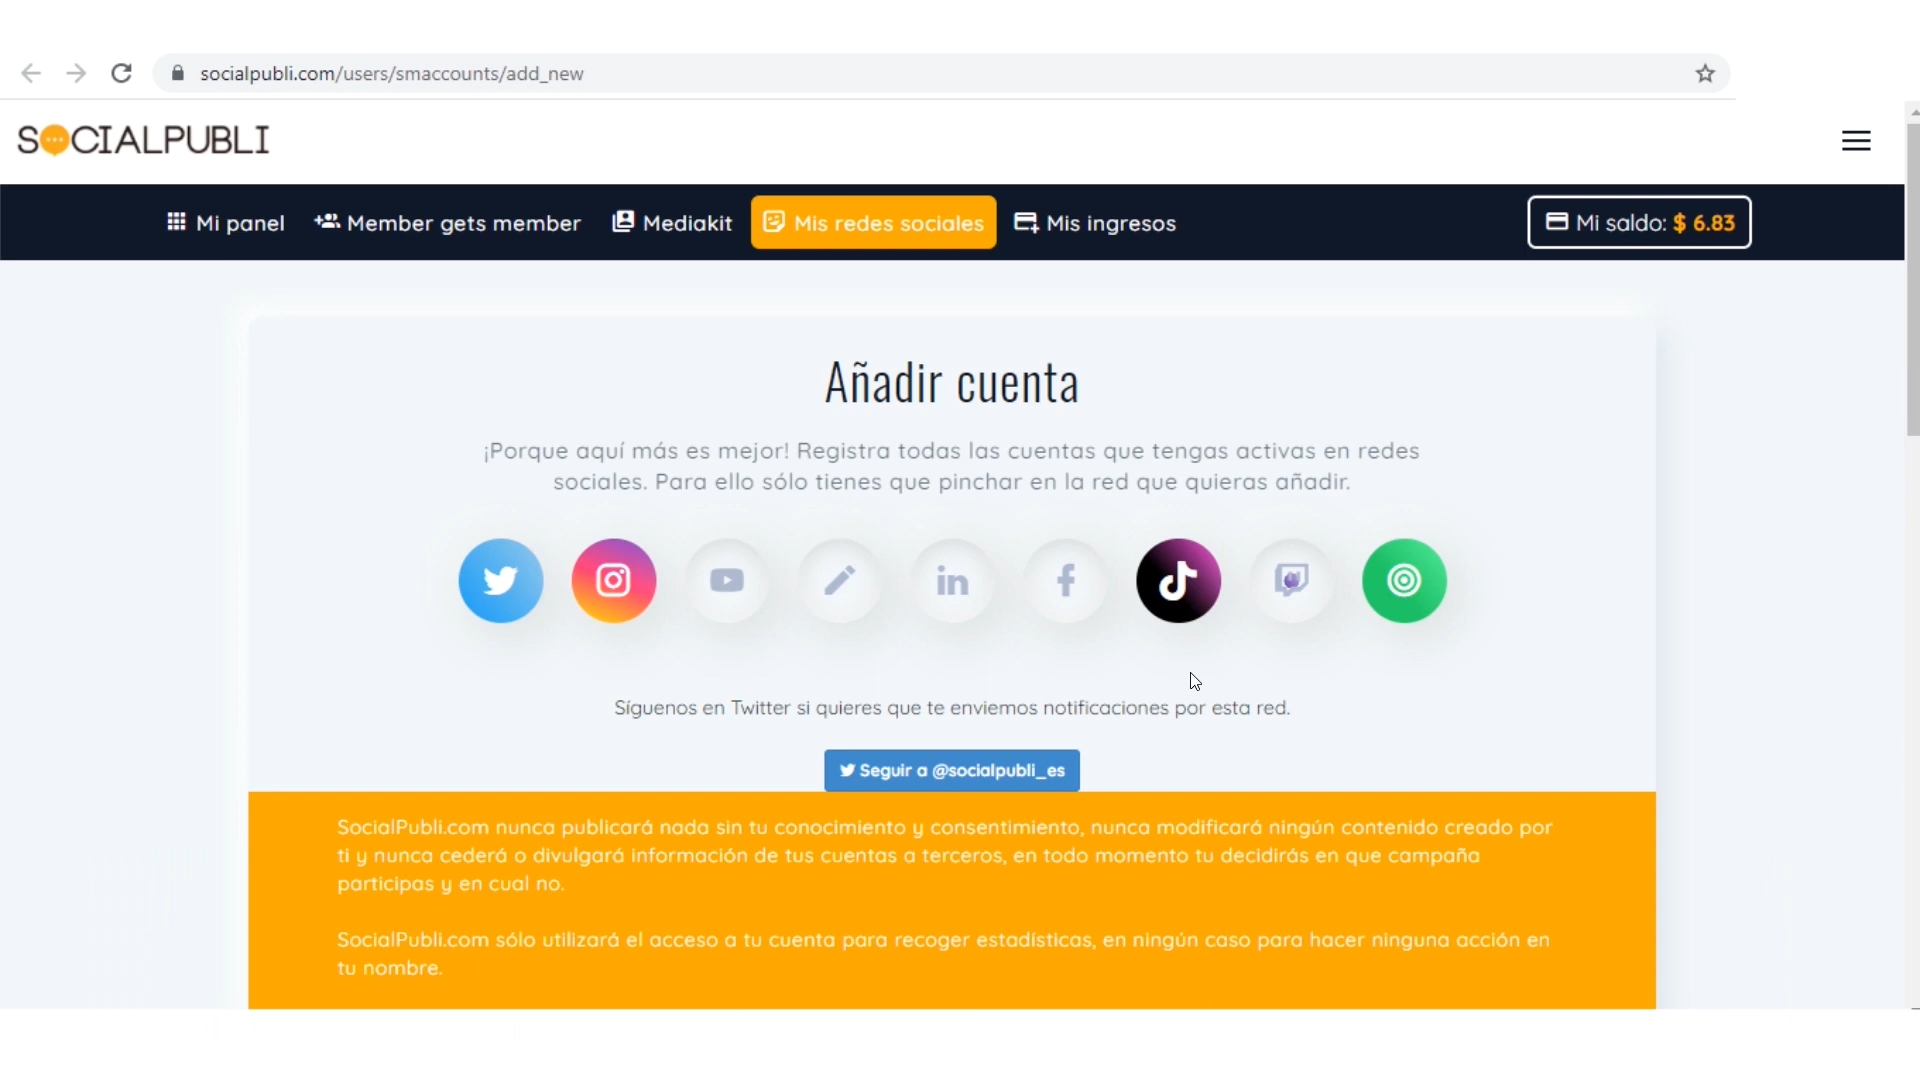 socialpubli.com/users/smaccounts/add_new
SOCIALPUBLI
Mi panel Member gets member Mediakit Mis redes sociales Mis ingresos Mi saldo: $ 6.83
Añadir cuenta
¡Porque aquí más es mejor! Registra todas las cuentas que tengas activas en redes
sociales. Para ello sólo tienes que pinchar en la red que quieras añadir.
Síguenos en Twitter si quieres que te enviemos notificaciones por esta red.
Seguir a @socialpubli_es
SocialPubli.com nunca publicará nada sin tu conocimiento y consentimiento, nunca modificará ningún contenido creado por
ti y nunca cederá o divulgará información de tus cuentas a terceros, en todo momento tu decidirás en que campaña
participas y en cual no.
SocialPubli.com sólo utilizará el acceso a tu cuenta para recoger estadísticas, en ningún caso para hacer ninguna acción en
tu nombre.